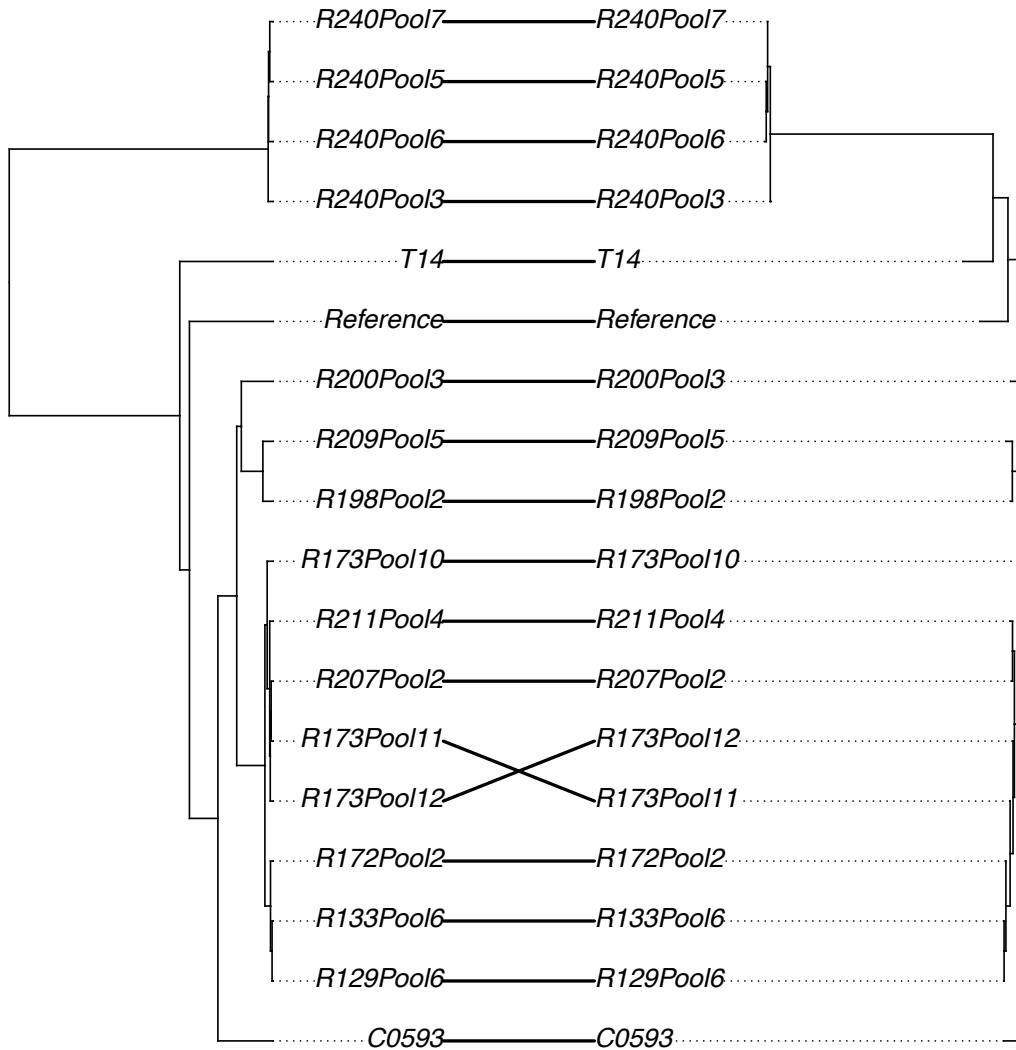 R240Pool7 R240Pool7
R240Pool5 R240Pool5
R240Pool6 R240Pool6
R240Pool3 R240Pool3
T14 T14
Reference Reference
R200Pool3 R200Pool3
R209Pool5 R209Pool5
R198Pool2 R198Pool2
R173Pool10 R173Pool10
R211Pool4 R211Pool4
R207Pool2 R207Pool2
R173Pool11 R173Pool12
R173Pool12 R173Pool11
R172Pool2 R172Pool2
R133Pool6 R133Pool6
R129Pool6 R129Pool6
C0593 C0593